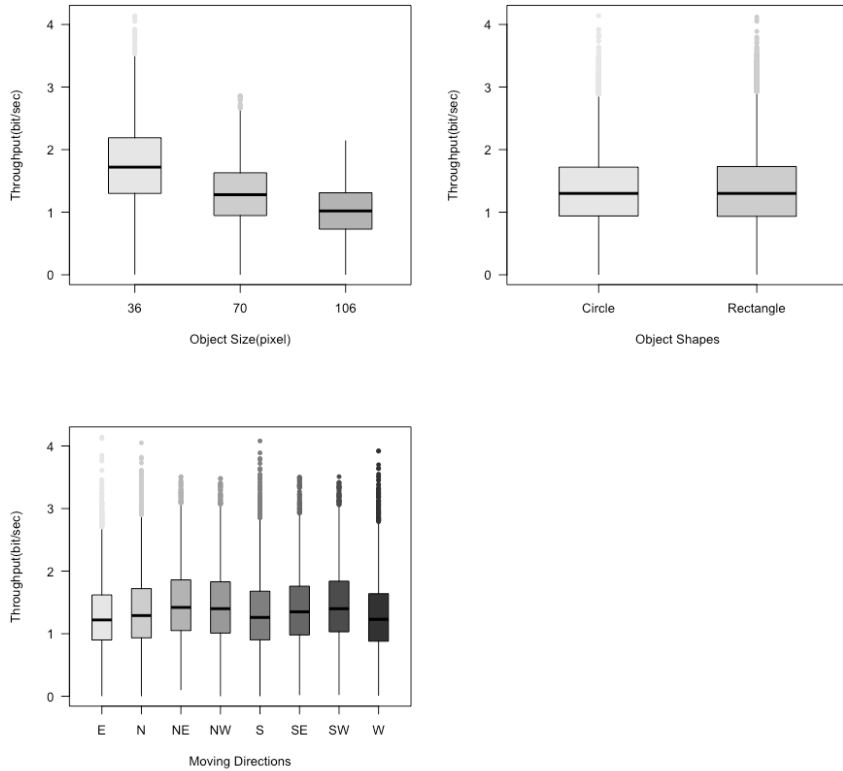 Throughput(bit/sec)
4
3
2
1
0
36 70 106
Object Size(pixel)
Throughput(bit/sec)
4
3
2
1
0
Circle Rectangle
Object Shapes
Throughput(bit/sec)
4
3
2
1
0
E N NE NW S SE SW W
Moving Directions